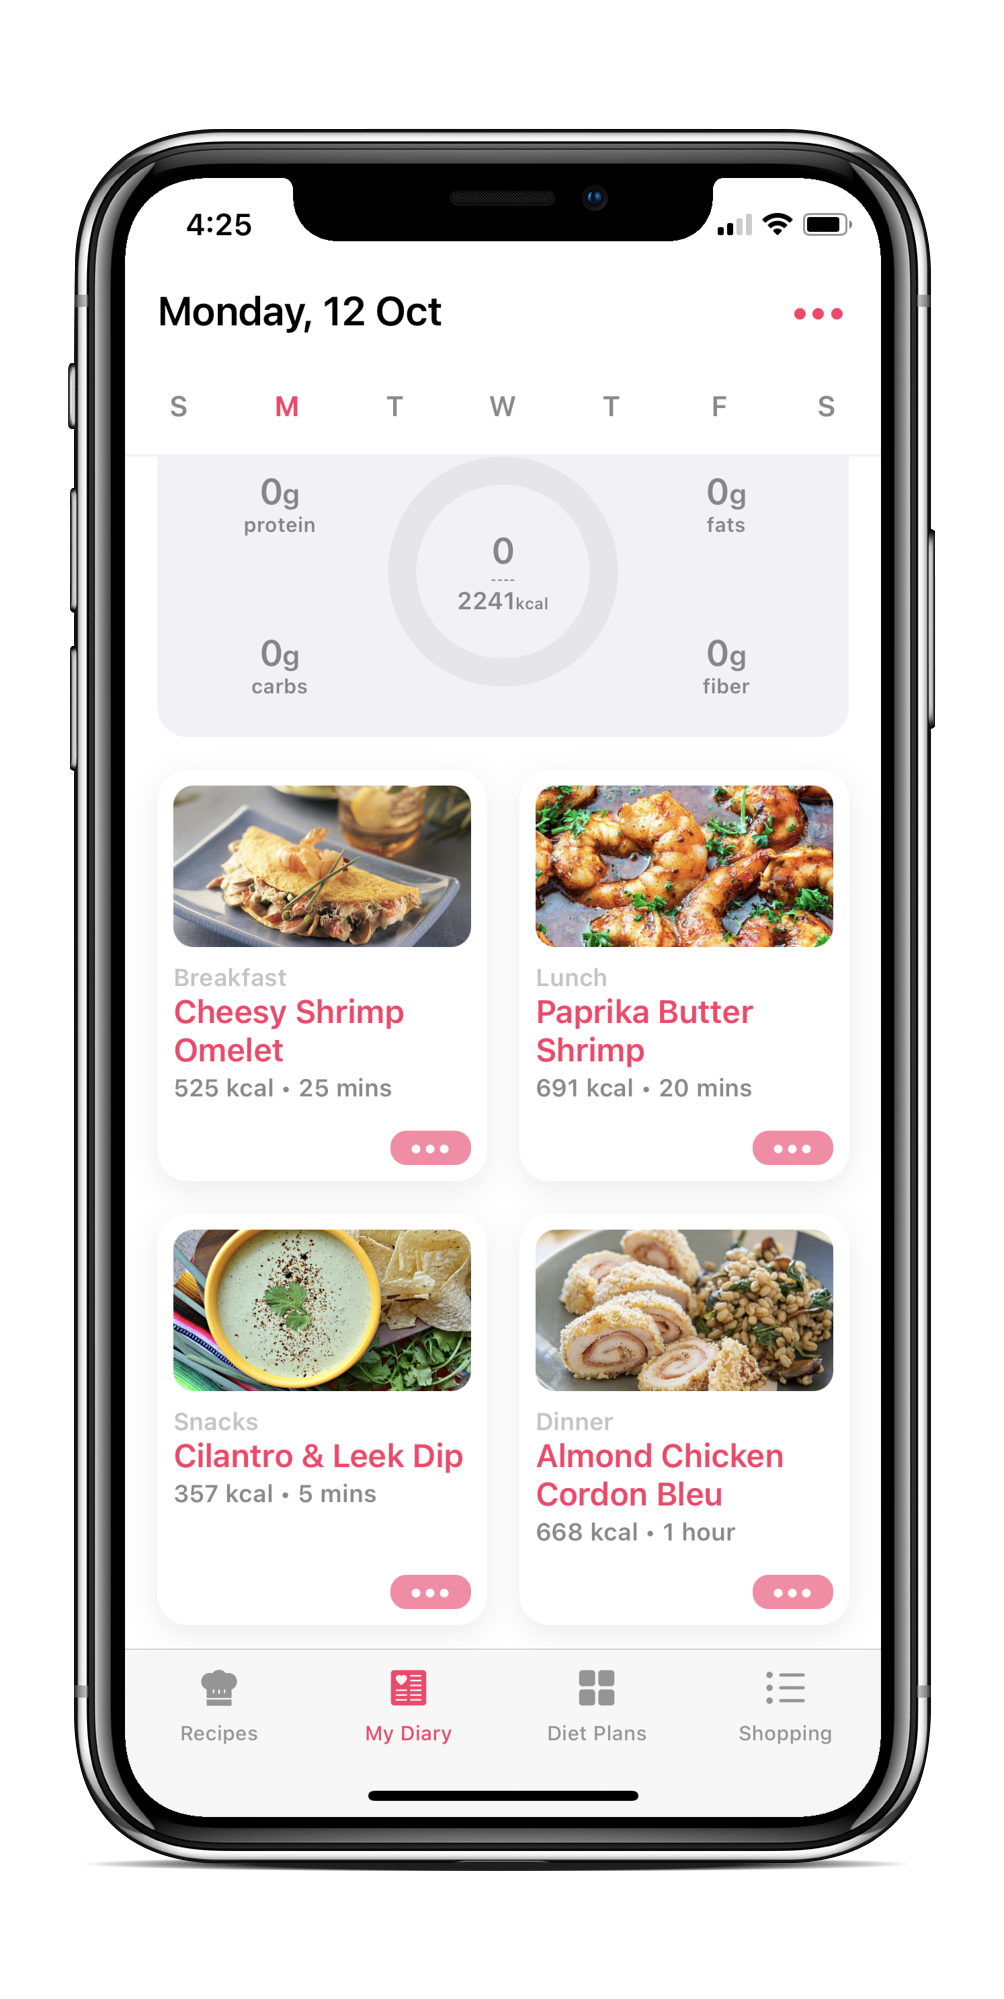 4:25
Monday, 12 Oct
S M T W T F S
0g
protein
0g
fats
0
----
2241kcal
0g
carbs
0g
fiber
Breakfast
Cheesy Shrimp
Omelet
525 kcal • 25 mins
Lunch
Paprika Butter
Shrimp
691 kcal • 20 mins
Snacks
Cilantro & Leek Dip
357 kcal • 5 mins
Dinner
Almond Chicken
Cordon Bleu
668 kcal • 1 hour
Recipes
My Diary
Diet Plans
Shopping